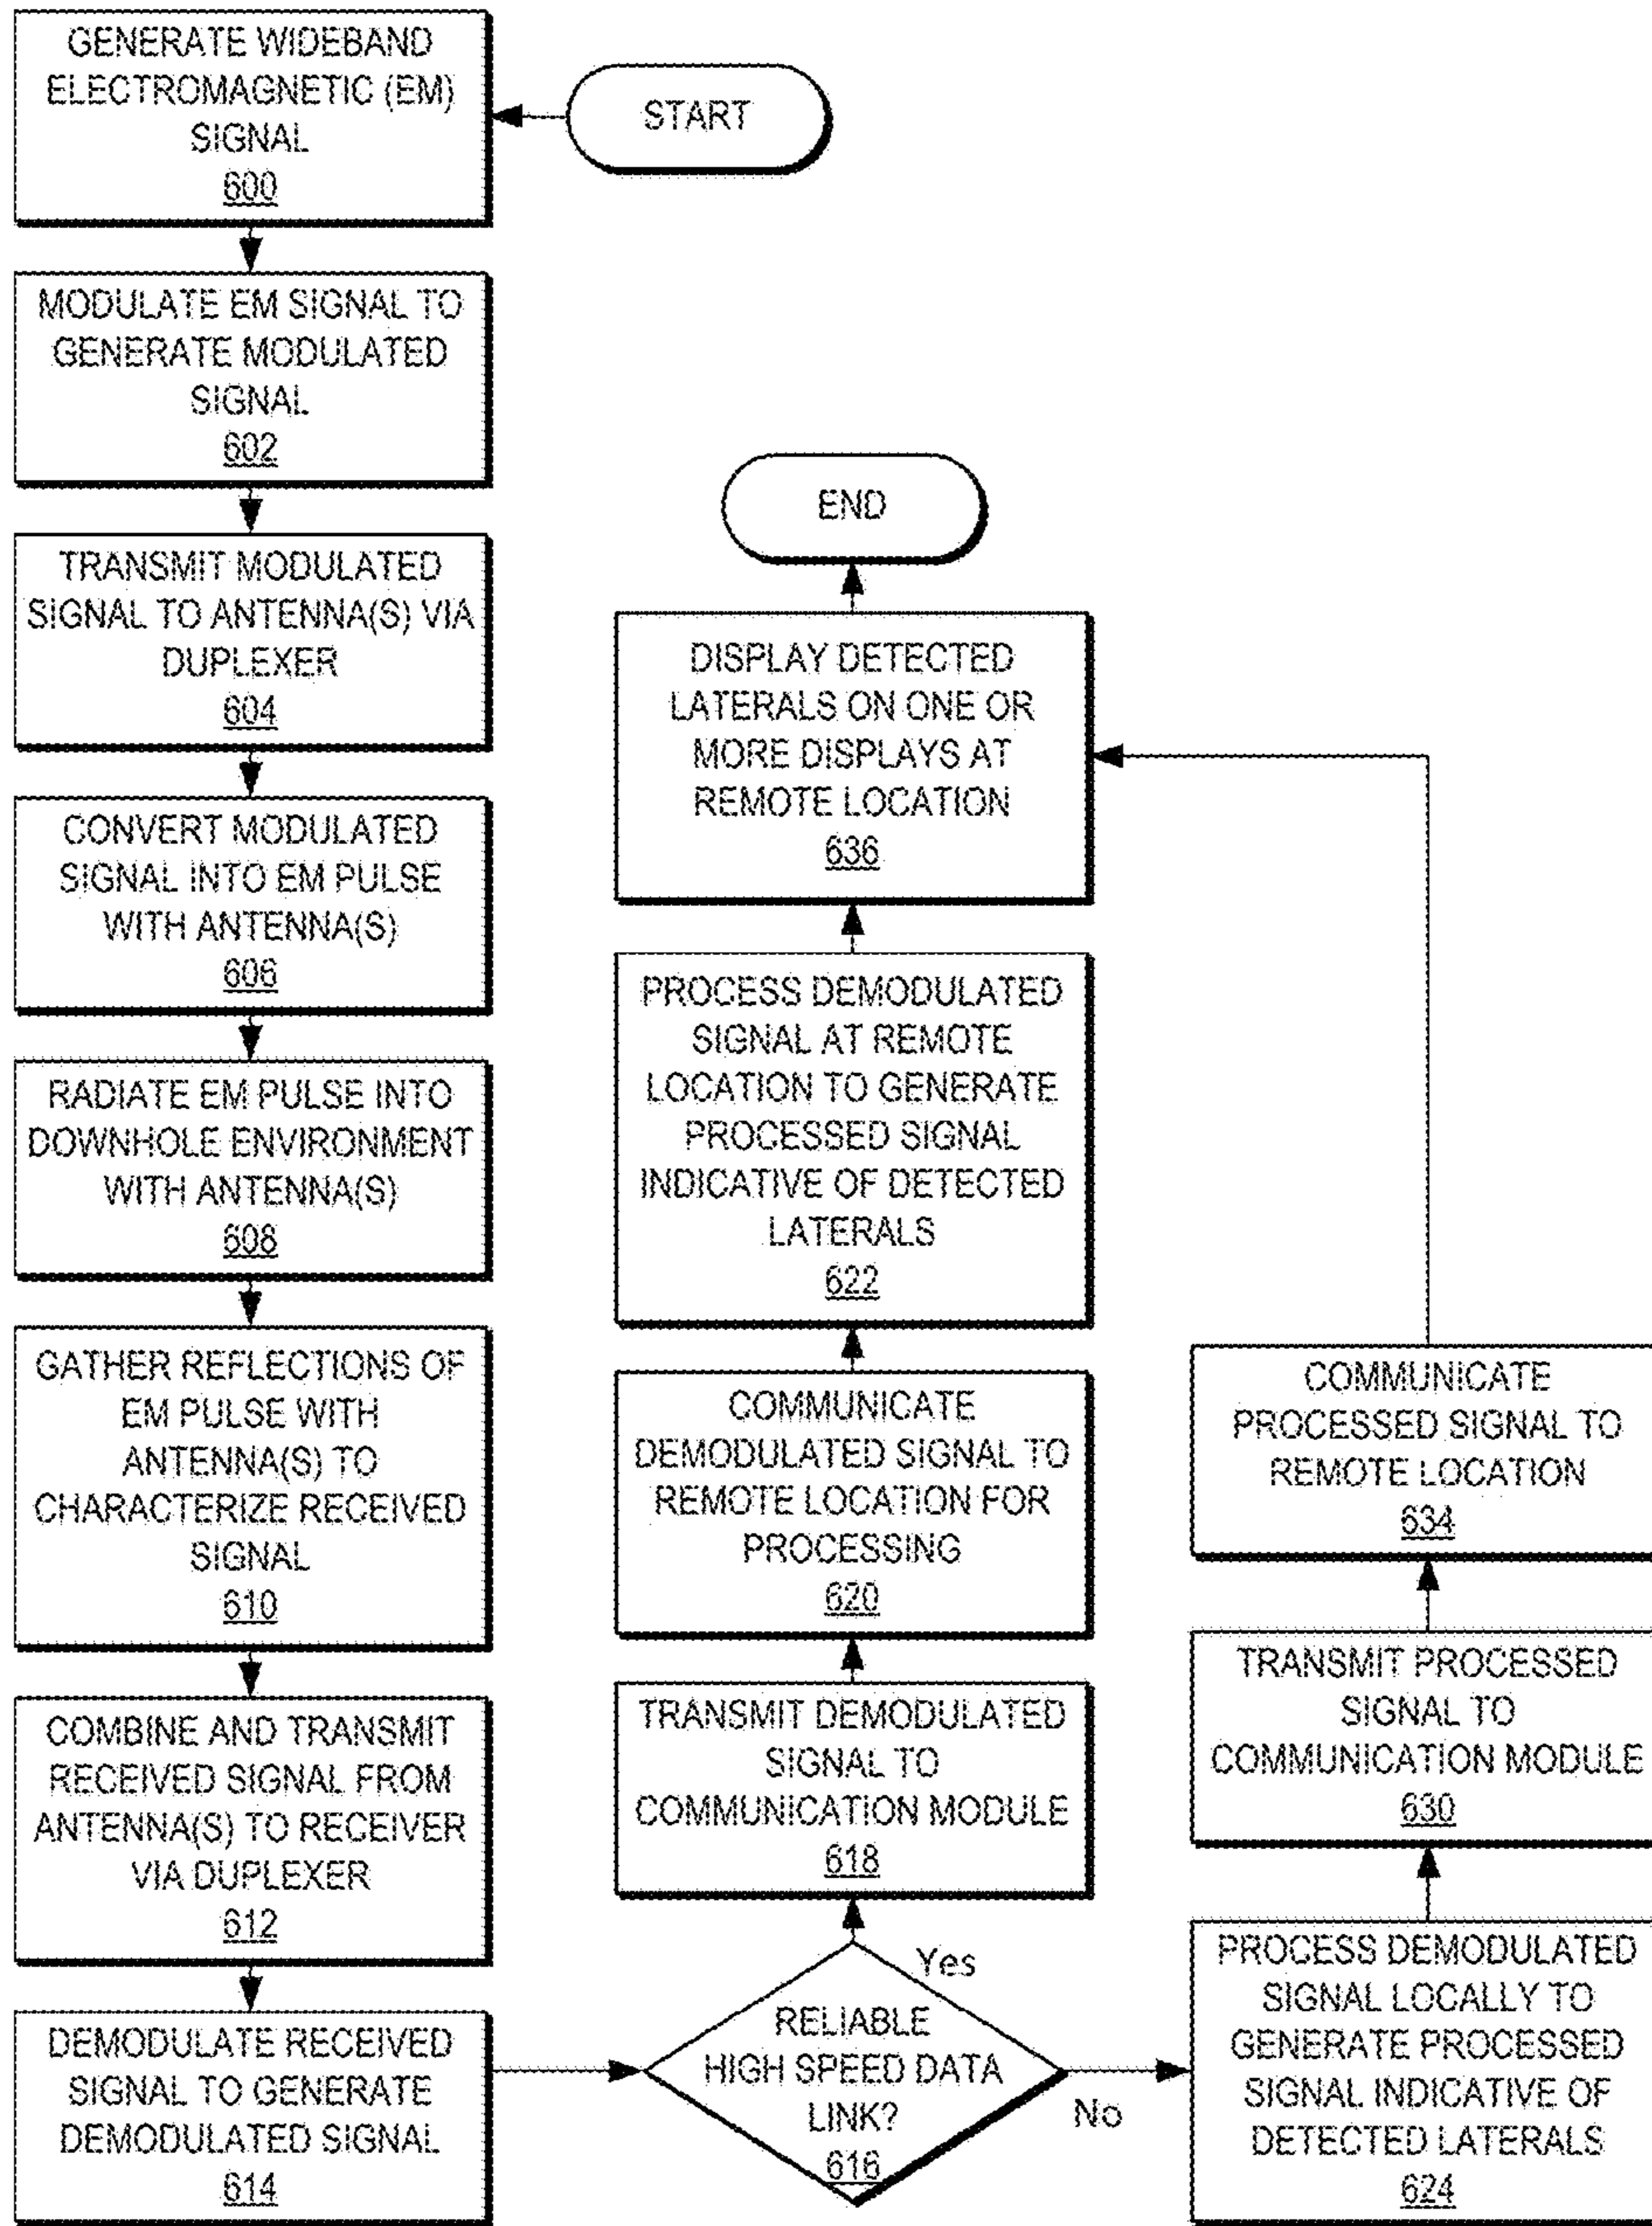 START
GENERATE WIDEBAND
ELECTROMAGNETIC (EM)
SIGNAL
600
MODULATE EM SIGNAL TO
GENERATE MODULATED
SIGNAL
602
TRANSMIT MODULATED
SIGNAL TO ANTENNA(S) VIA
DUPLEXER
604
CONVERT MODULATED
SIGNAL INTO EM PULSE
WITH ANTENNA(S)
606
RADIATE EM PULSE INTO
DOWNHOLE ENVIRONMENT
WITH ANTENNA(S)
608
GATHER REFLECTIONS OF
EM PULSE WITH
ANTENNA(S) TO
CHARACTERIZE RECEIVED
SIGNAL
610
COMBINE AND TRANSMIT
RECEIVED SIGNAL FROM
ANTENNA(S) TO RECEIVER
VIA DUPLEXER
612
DEMODULATE RECEIVED
SIGNAL TO GENERATE
DEMODULATED SIGNAL
614
RELIABLE
HIGH SPEED DATA
LINK?
616
Yes
TRANSMIT DEMODULATED
SIGNAL TO
COMMUNICATION MODULE
618
COMMUNICATE
DEMODULATED SIGNAL TO
REMOTE LOCATION FOR
PROCESSING
620
PROCESS DEMODULATED
SIGNAL AT REMOTE
LOCATION TO GENERATE
PROCESSED SIGNAL
INDICATIVE OF DETECTED
LATERALS
622
No
PROCESS DEMODULATED
SIGNAL LOCALLY TO
GENERATE PROCESSED
SIGNAL INDICATIVE OF
DETECTED LATERALS
624
TRANSMIT PROCESSED
SIGNAL TO
COMMUNICATION MODULE
630
COMMUNICATE
PROCESSED SIGNAL TO
REMOTE LOCATION
634
DISPLAY DETECTED
LATERALS ON ONE OR
MORE DISPLAYS AT
REMOTE LOCATION
636
END